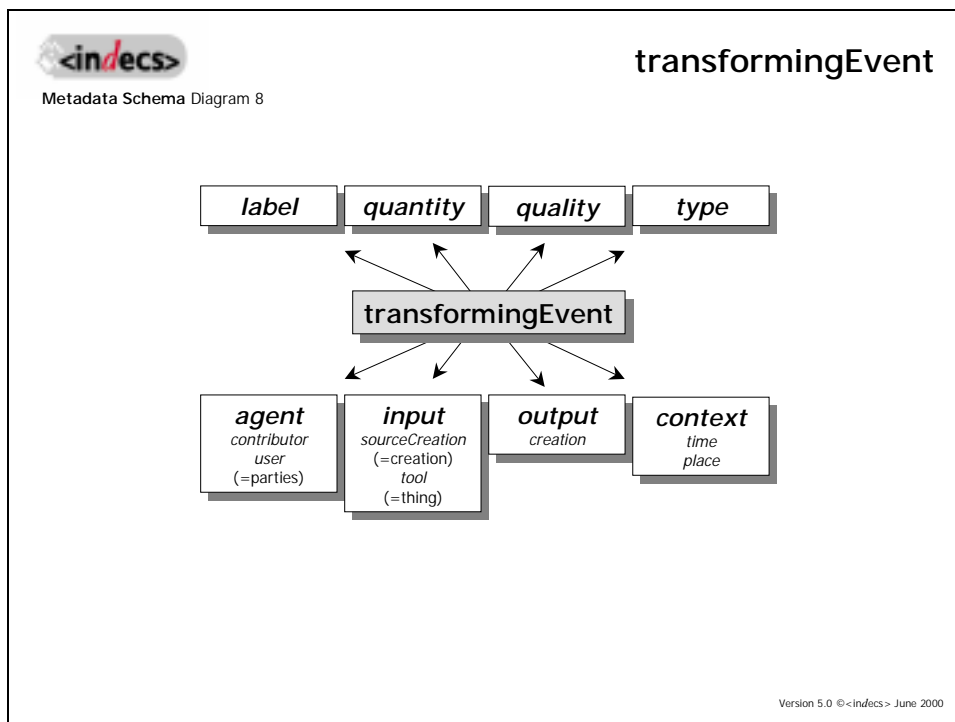 <indecs>
transformingEvent
Metadata Schema Diagram 8
label quantity quality type
transformingEvent
agent
contributor
user
(=parties)
input
sourceCreation
(=creation)
tool
(=thing)
output
creation
context
time
place
Version 5.0 ©<indecs> June 2000